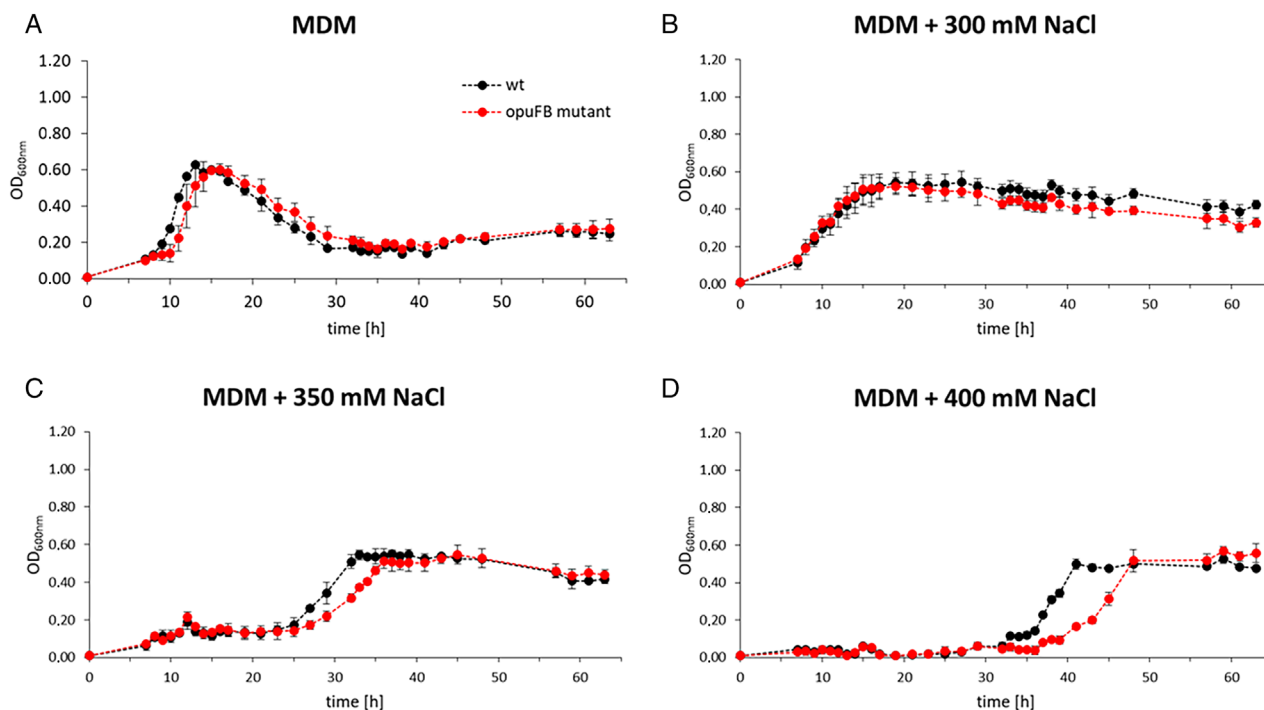 A
MDM
1.20
1.00
0.80
0.60
0.40
0.20
0.00
OD600nm
0 10 20 30 40 50 60
time [h]
wt
opuFB mutant
B
MDM + 300 mM NaCl
1.20
1.00
0.80
0.60
0.40
0.20
0.00
OD600nm
0 10 20 30 40 50 60
time [h]
C
MDM + 350 mM NaCl
1.20
1.00
0.80
0.60
0.40
0.20
0.00
OD600nm
0 10 20 30 40 50 60
time [h]
D
MDM + 400 mM NaCl
1.20
1.00
0.80
0.60
0.40
0.20
0.00
OD600nm
0 10 20 30 40 50 60
time [h]